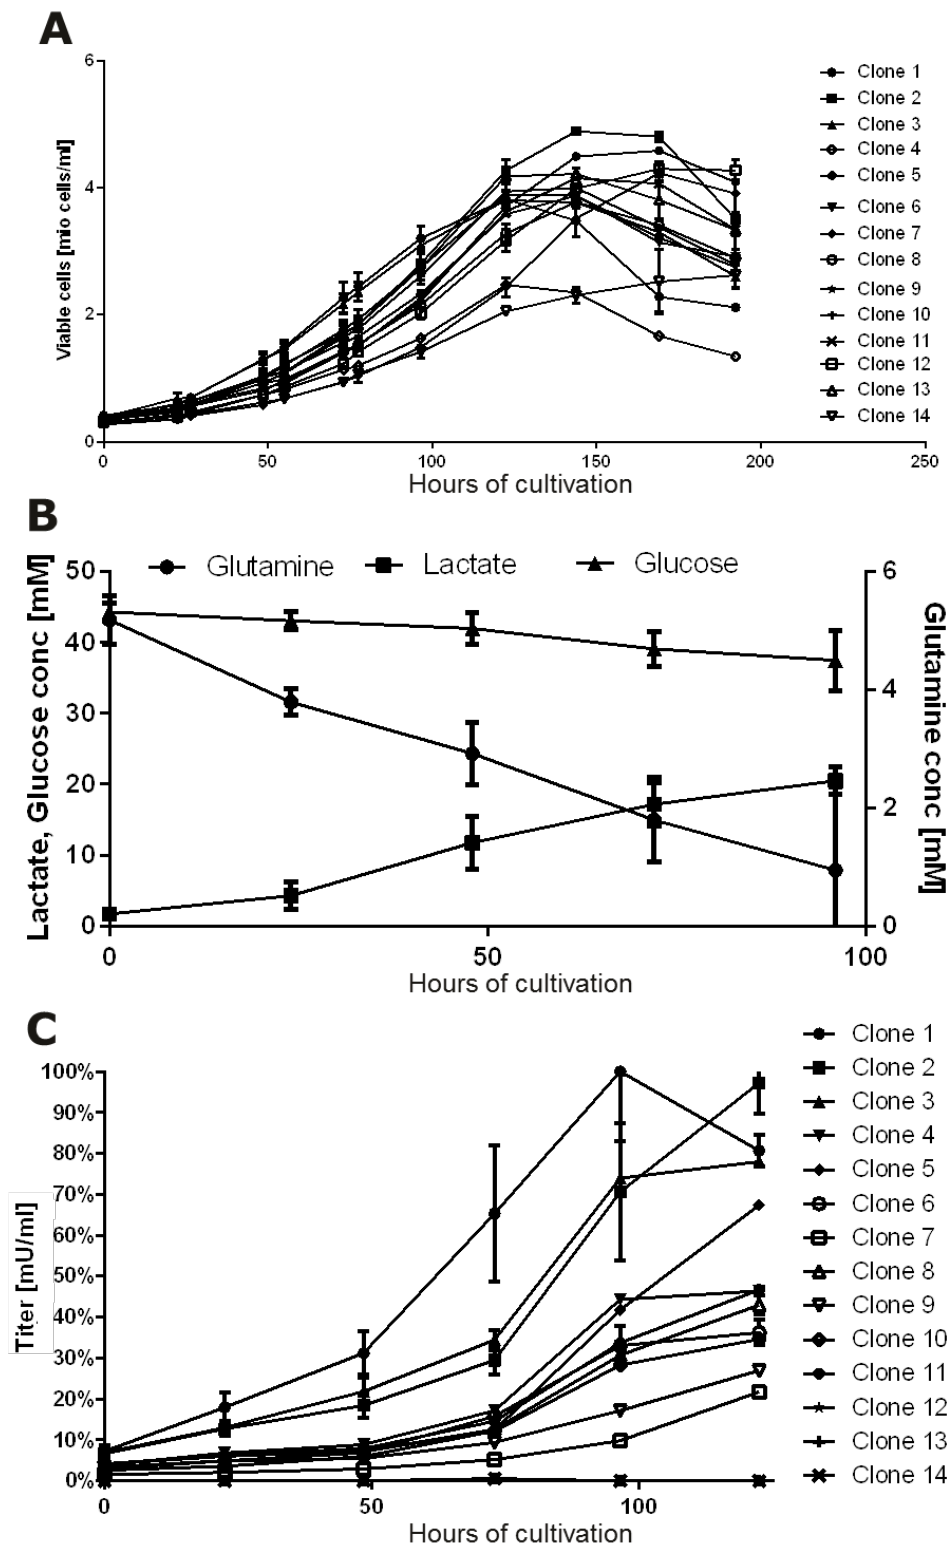 A
6
4
2
0
Viable cells [mio cells/ml]
0 50 100 150 200 250
Hours of cultivation
Clone 1
Clone 2
Clone 3
Clone 4
Clone 5
Clone 6
Clone 7
Clone 8
Clone 9
Clone 10
Clone 11
Clone 12
Clone 13
Clone 14
B
Glutamine Lactate Glucose
50
40
30
20
10
0
Lactate, Glucose conc [mM]
6
4
2
0
Glutamine conc [mM]
0 50 100
Hours of cultivation
C
100%
90%
80%
70%
60%
50%
40%
30%
20%
10%
0%
Titer [mU/ml]
0 50 100
Hours of cultivation
Clone 1
Clone 2
Clone 3
Clone 4
Clone 5
Clone 6
Clone 7
Clone 8
Clone 9
Clone 10
Clone 11
Clone 12
Clone 13
Clone 14